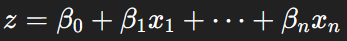 z = β₀ + β₁x₁ + ⋯ + βₙxₙ